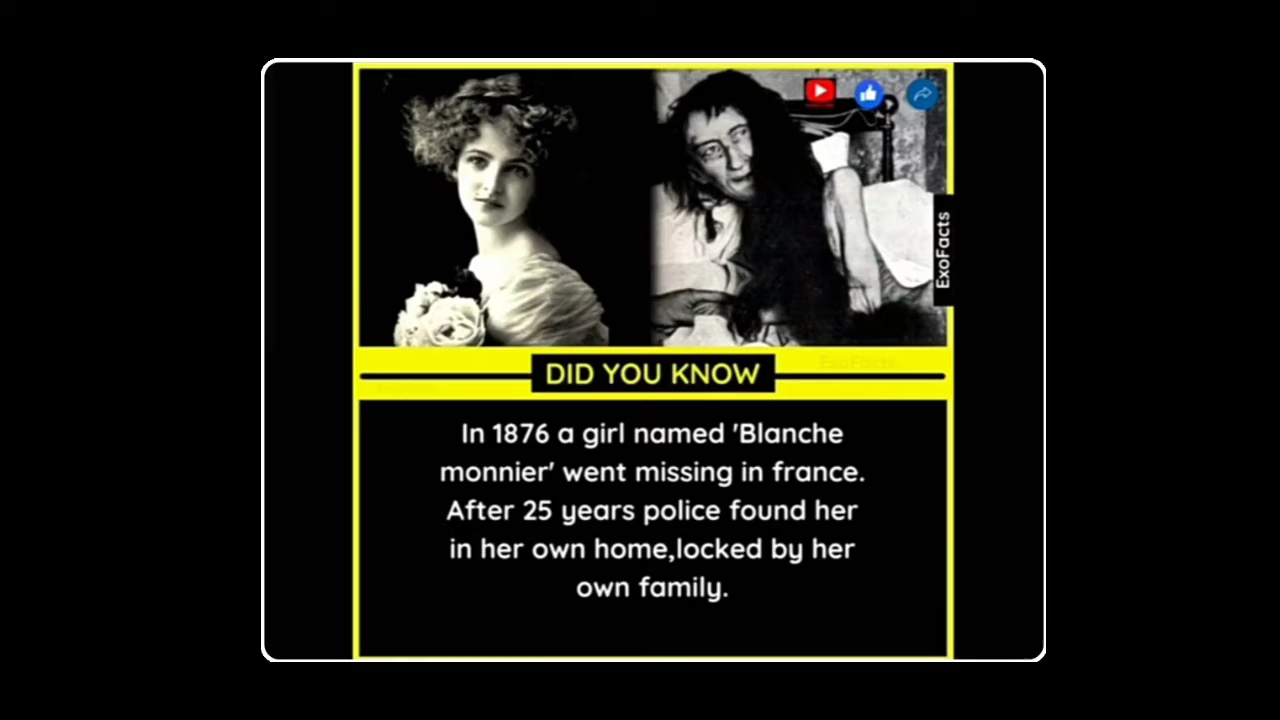 ExoFacts
DID YOU KNOW
In 1876 a girl named 'Blanche
monnier' went missing in france.
After 25 years police found her
in her own home,locked by her
own family.